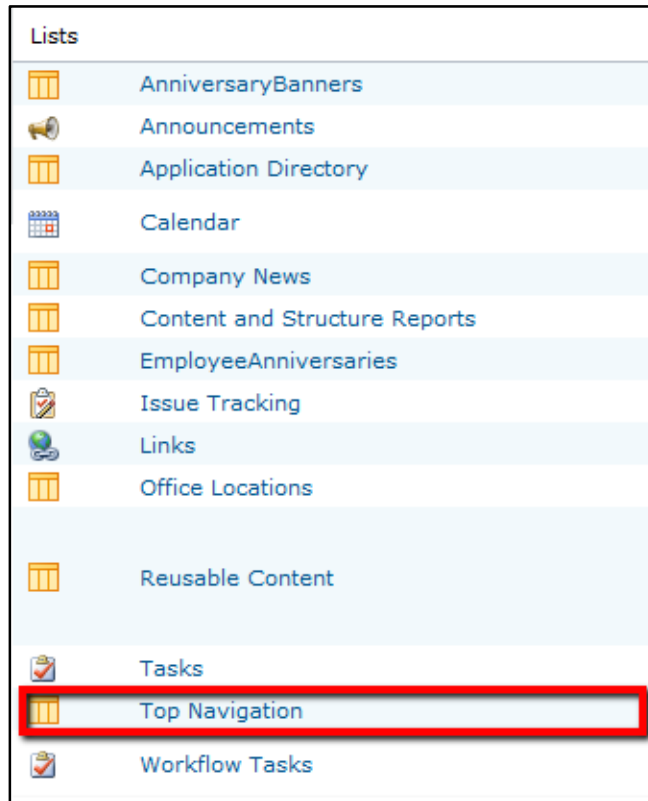 Lists
AnniversaryBanners
Announcements
Application Directory
Calendar
Company News
Content and Structure Reports
EmployeeAnniversaries
Issue Tracking
Links
Office Locations
Reusable Content
Tasks
Top Navigation
Workflow Tasks